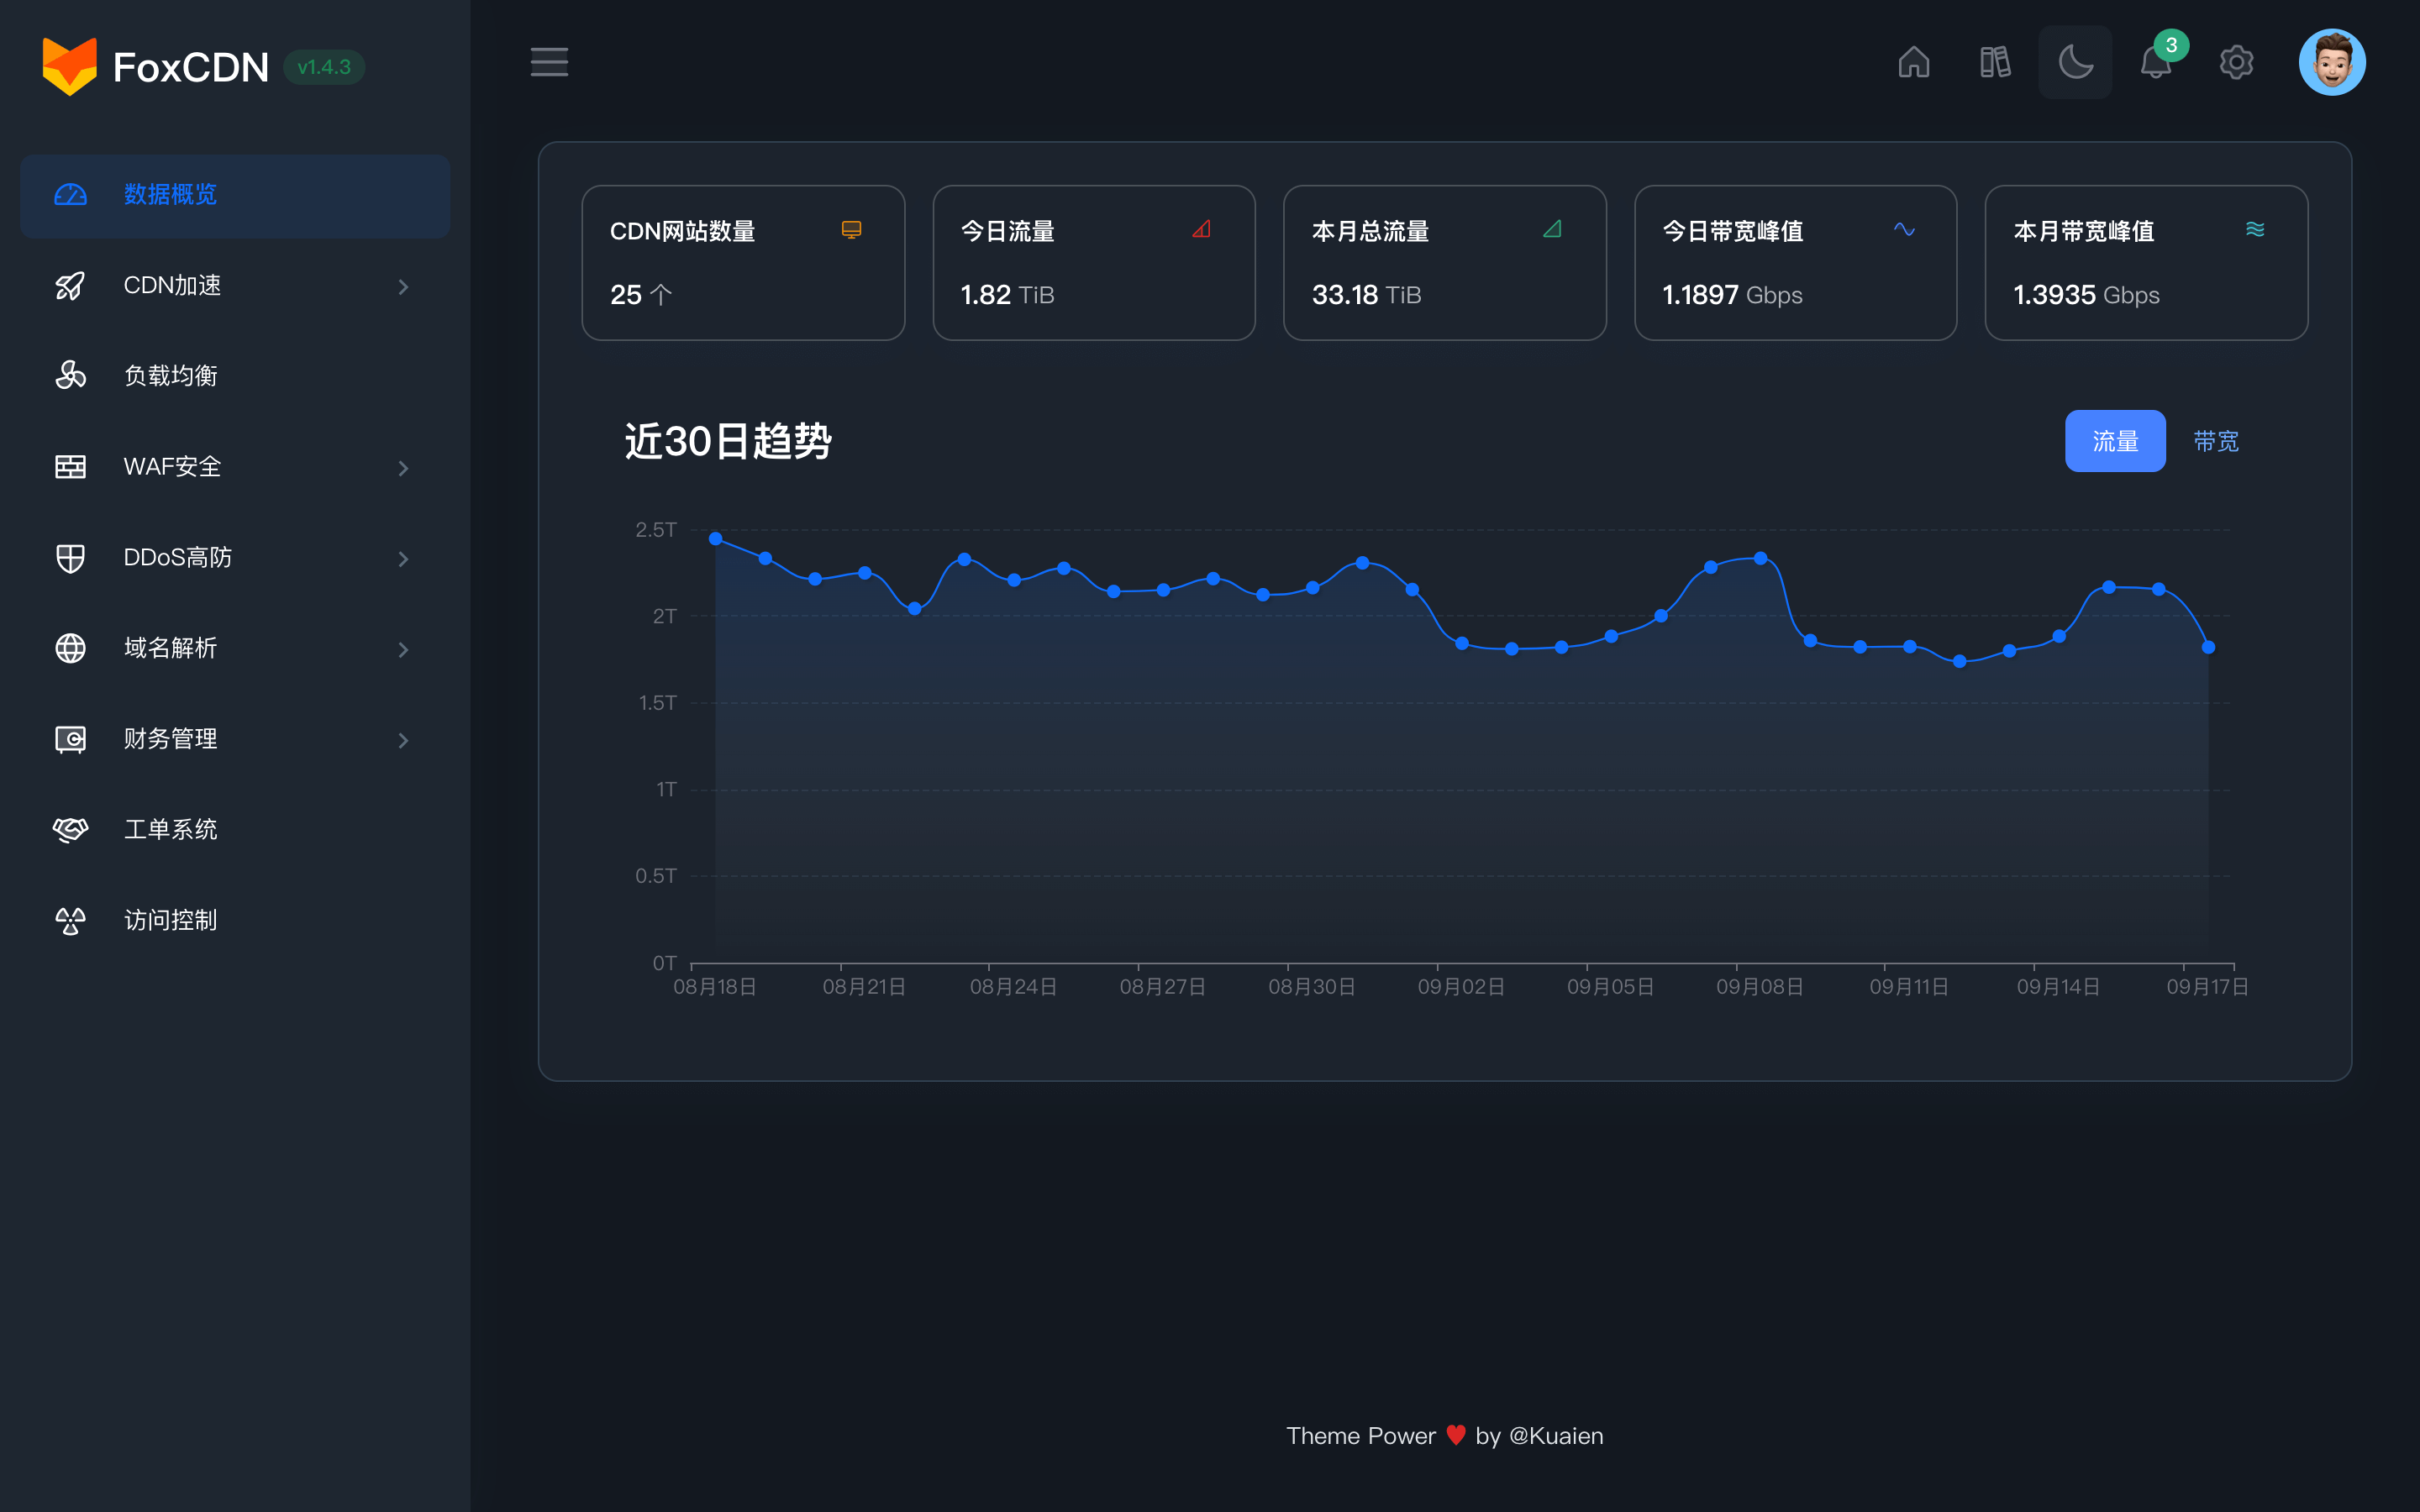 FoxCDN v1.4.3
3
数据概览
CDN加速
负载均衡
WAF安全
DDoS高防
域名解析
财务管理
工单系统
访问控制
CDN网站数量
25 个
今日流量
1.82 TiB
本月总流量
33.18 TiB
今日带宽峰值
1.1897 Gbps
本月带宽峰值
1.3935 Gbps
近30日趋势
流量 带宽
2.5T
2T
1.5T
1T
0.5T
0T
08月18日 08月21日 08月24日 08月27日 08月30日 09月02日 09月05日 09月08日 09月11日 09月14日 09月17日
Theme Power ♥ by @Kuaien